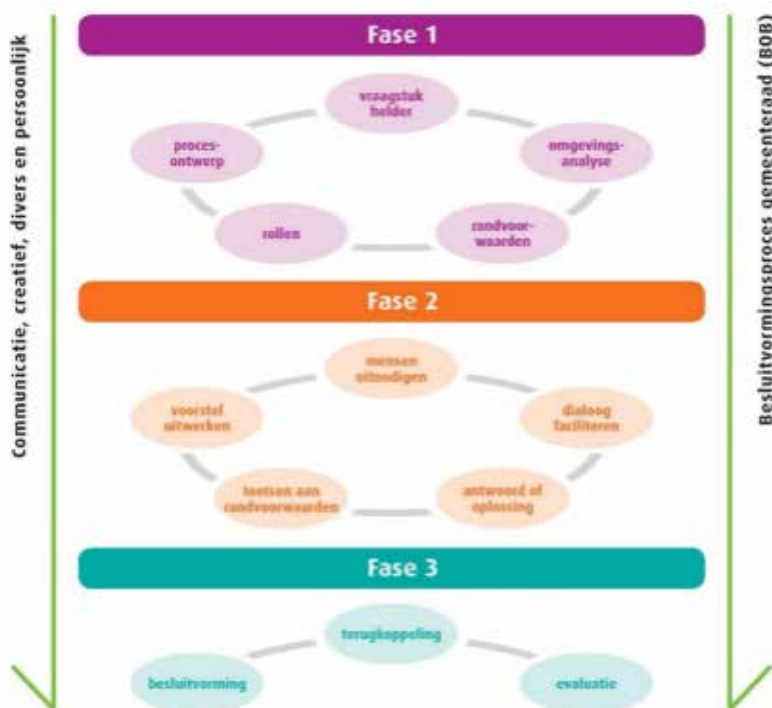 Communicatie, creatief, divers en persoonlijk
Fase 1
vraagstuk
helder
proces-
ontwerp
omgevings-
analyse
rollen
randvoor-
waarden
Fase 2
mensen
uitnodigen
voorstel
uitwerken
dialoog
faciliteren
toetsen aan
randvoorwaarden
antwoord of
oplossing
Fase 3
terugkoppeling
besluitvorming
evaluatie
Besluitvormingsproces gemeenteraad (BOB)